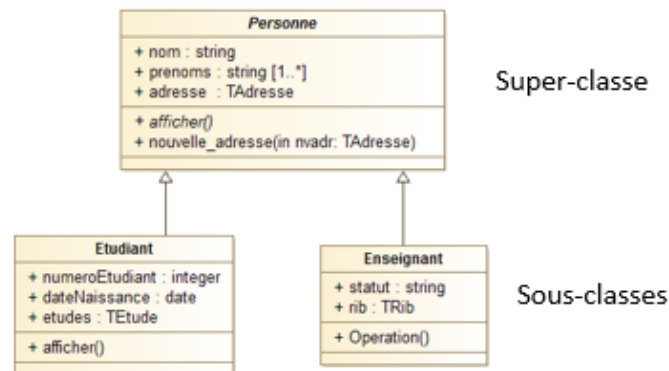 Personne
+ nom : string
+ prenoms : string [1..*]
+ adresse : TAdresse
+ afficher()
+ nouvelle_adresse(in nvadr: TAdresse)
Super-classe
Etudiant
+ numeroEtudiant : integer
+ dateNaissance : date
+ etudes : TEtude
+ afficher()
Enseignant
+ statut : string
+ rib : TRib
+ Operation()
Sous-classes